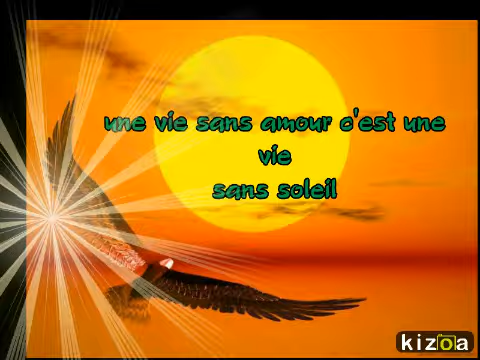 une vie sans amour c'est une
vie
sans soleil
kizoa